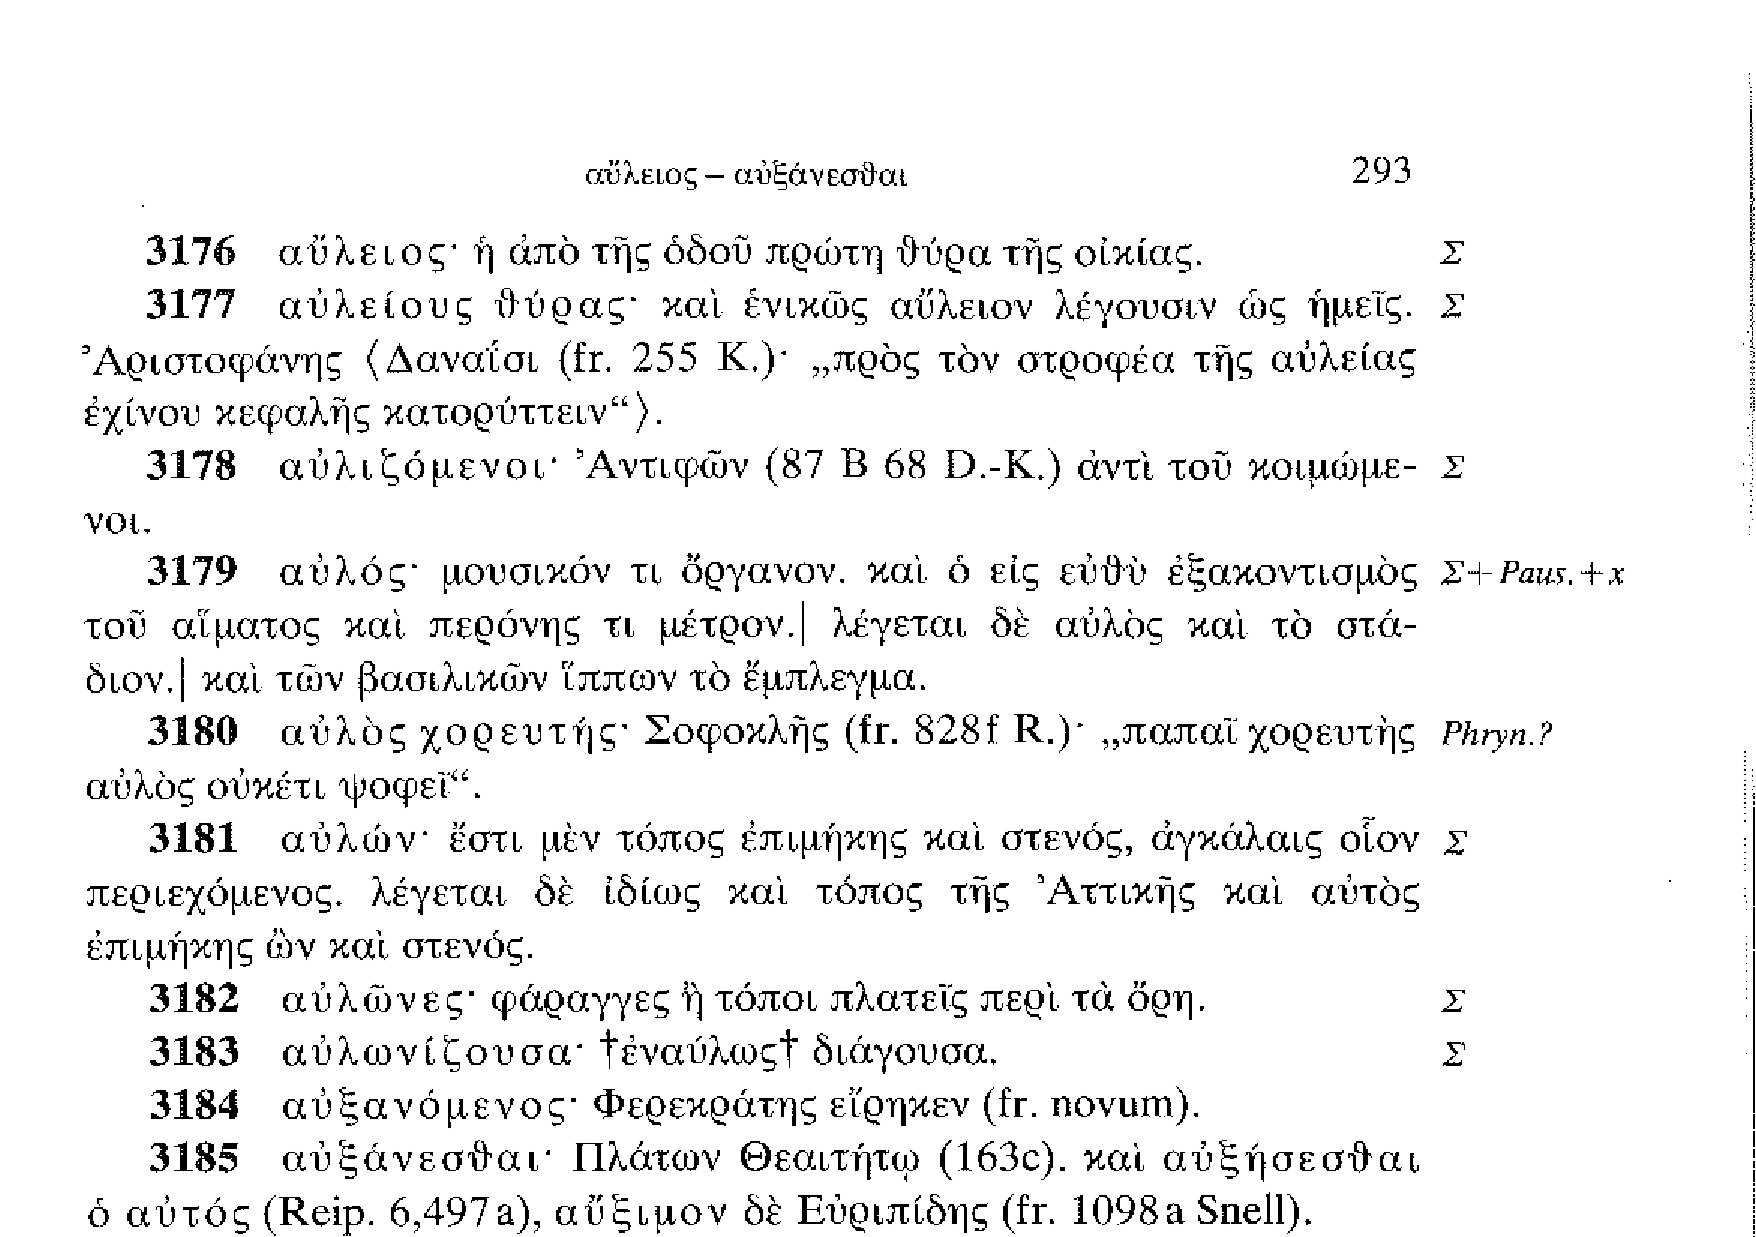 αὔλειος – αὐξάνεσθαι 293
3176 αὔλειος· ἡ ἀπὸ τῆς ὁδοῦ πρώτη θύρα τῆς οἰκίας. Σ
3177 αὐλείους θύρας· καὶ ἑνικῶς αὔλειον λέγουσιν ὡς ἡμεῖς. Σ
Ἀριστοφάνης ⟨Δαναΐσι (fr. 255 K.)· „πρὸς τὸν στροφέα τῆς αὐλείας
ἐχίνου κεφαλῆς κατορύττειν“⟩.
3178 αὐλιζόμενοι· Ἀντιφῶν (87 B 68 D.-K.) ἀντὶ τοῦ κοιμώμε- Σ
νοι.
3179 αὐλός· μουσικόν τι ὄργανον. καὶ ὁ εἰς εὐθὺ ἐξακοντισμὸς Σ+Paus.+x
τοῦ αἵματος καὶ περόνης τι μέτρον.| λέγεται δὲ αὐλὸς καὶ τὸ στά-
διον.| καὶ τῶν βασιλικῶν ἵππων τὸ ἔμπλεγμα.
3180 αὐλὸς χορευτής· Σοφοκλῆς (fr. 828f R.)· „παπαῖ χορευτὴς Phryn.?
αὐλὸς οὐκέτι ψοφεῖ“.
3181 αὐλών· ἔστι μὲν τόπος ἐπιμήκης καὶ στενός, ἀγκάλαις οἷον Σ
περιεχόμενος. λέγεται δὲ ἰδίως καὶ τόπος τῆς Ἀττικῆς καὶ αὐτὸς
ἐπιμήκης ὢν καὶ στενός.
3182 αὐλῶνες· φάραγγες ἢ τόποι πλατεῖς περὶ τὰ ὄρη. Σ
3183 αὐλωνίζουσα· †ἐναύλως† διάγουσα. Σ
3184 αὐξανόμενος· Φερεκράτης εἴρηκεν (fr. novum).
3185 αὐξάνεσθαι· Πλάτων Θεαιτήτῳ (163c). καὶ αὐξήσεσθαι
ὁ αὐτός (Reip. 6,497a), αὔξιμον δὲ Εὐριπίδης (fr. 1098a Snell).